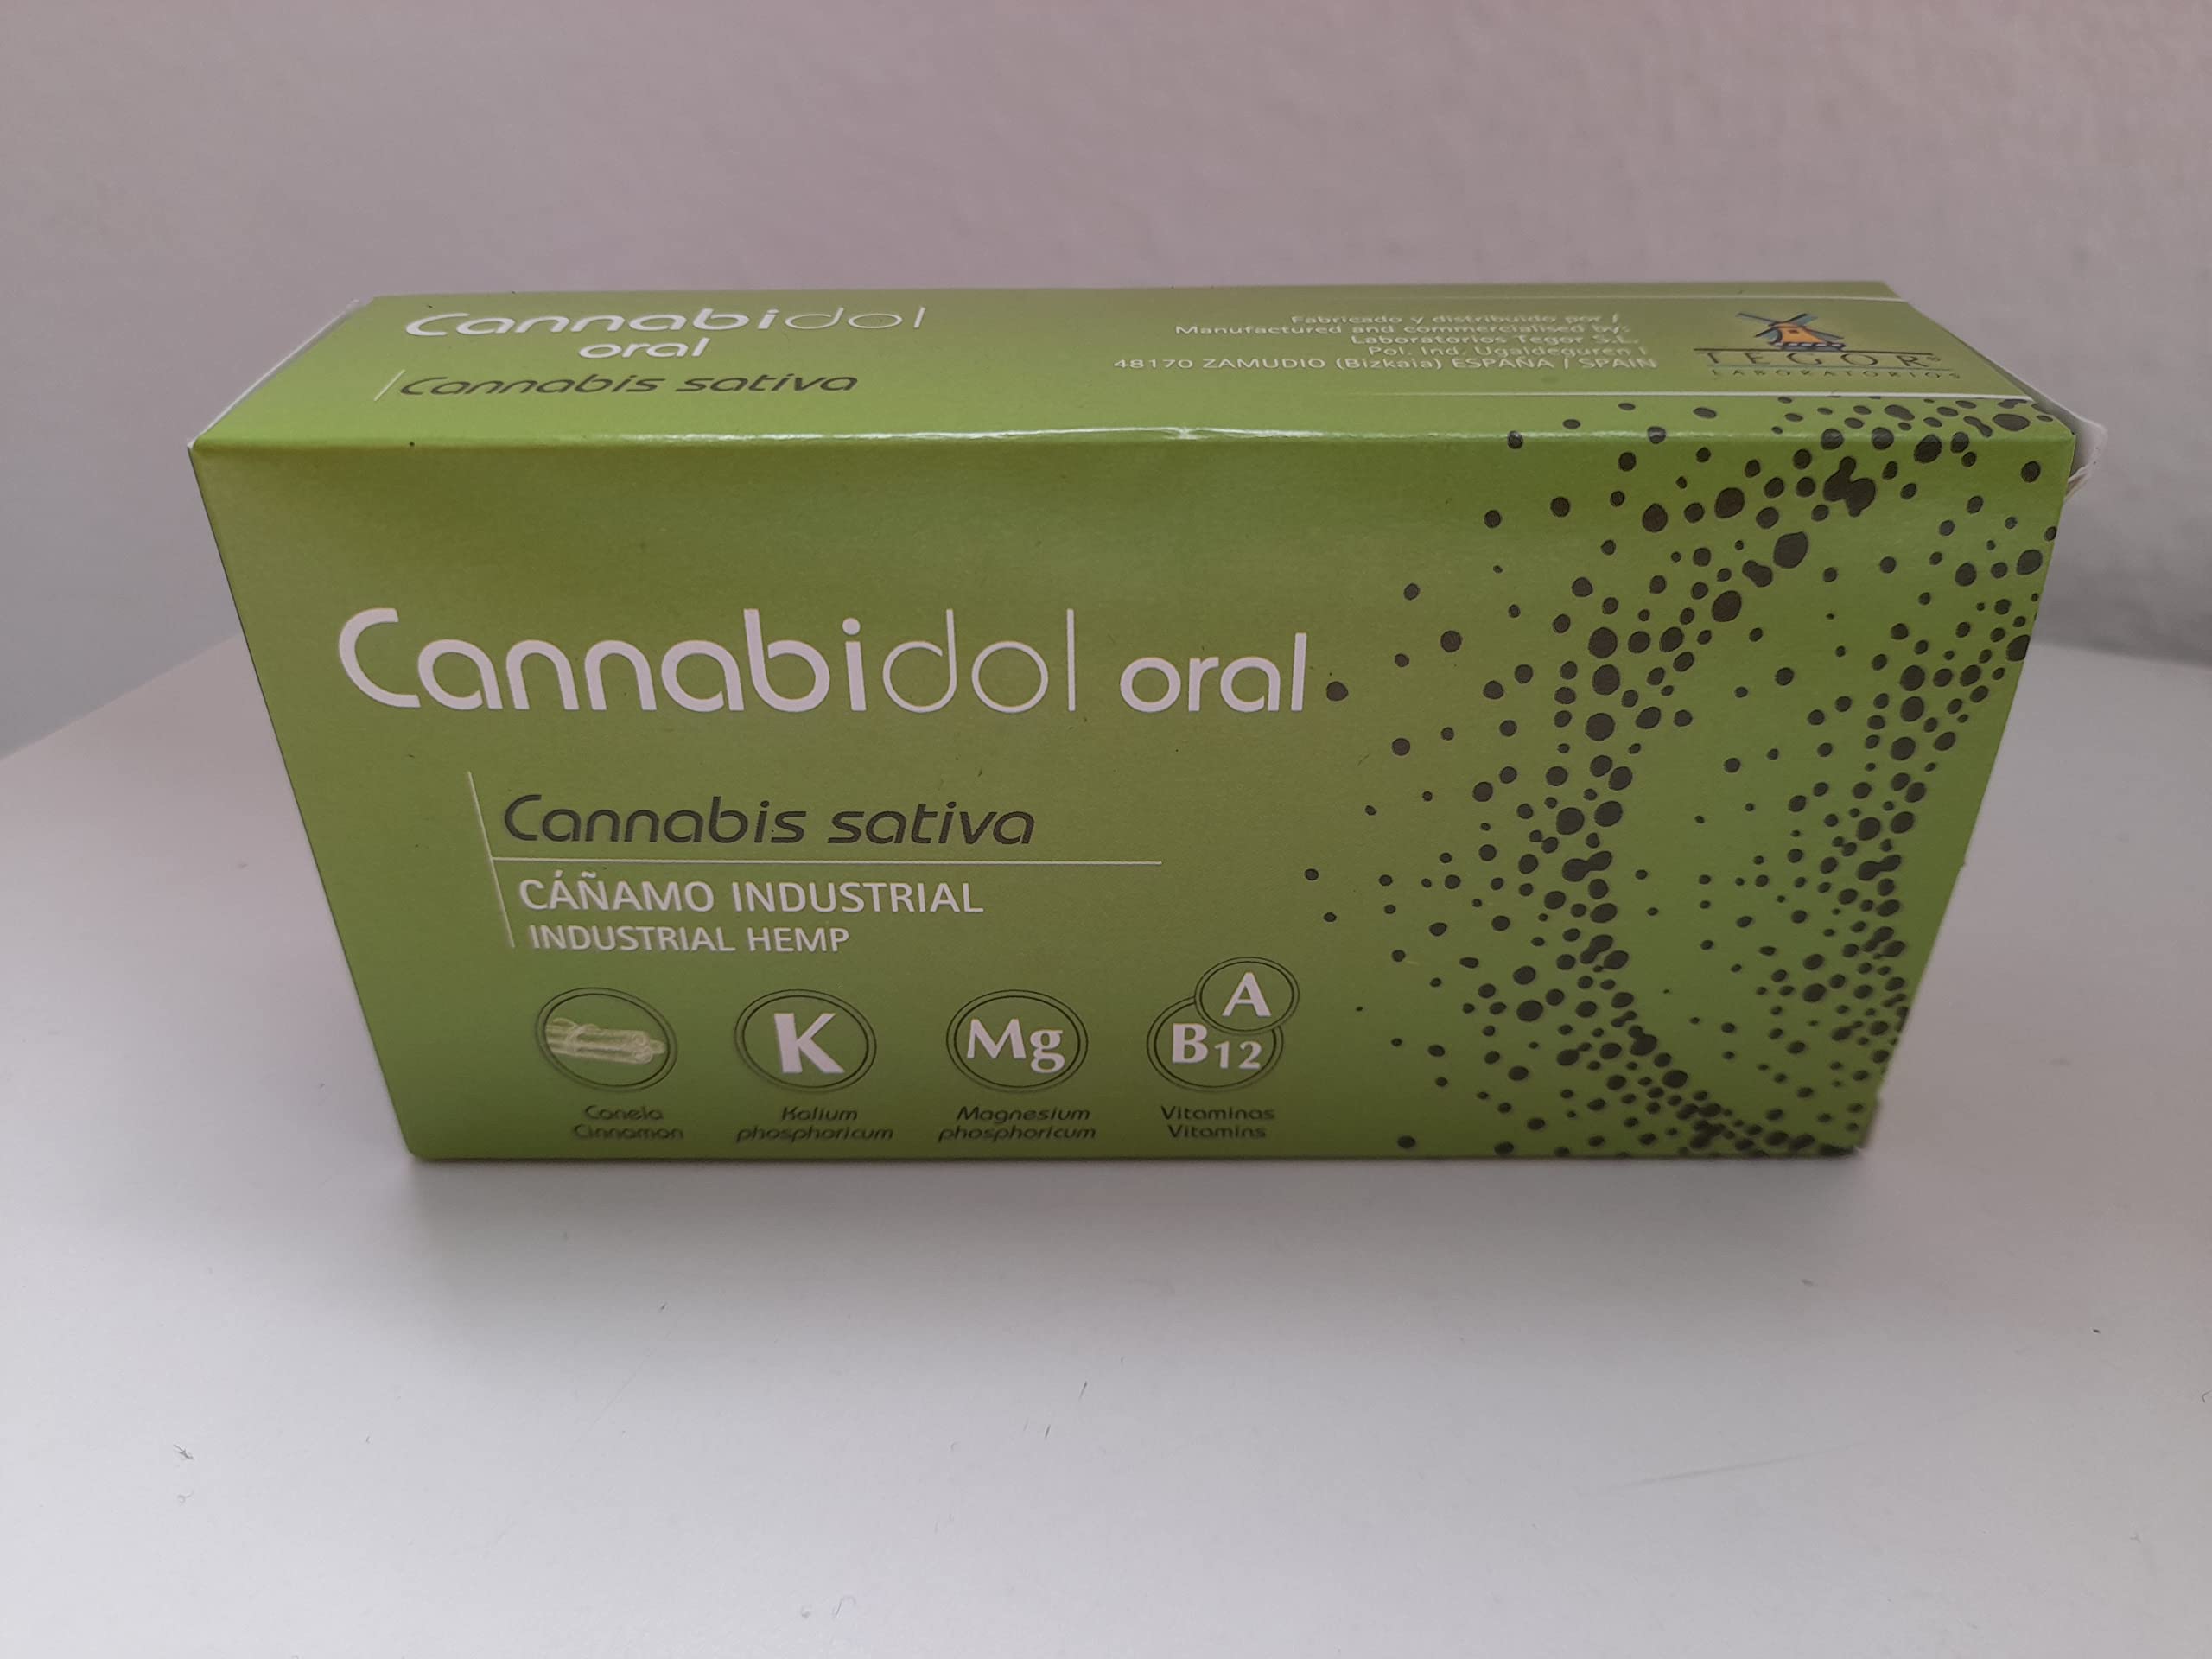 Cannabidol
oral
Cannabis sativa
Fabricado y distribuido por /
Manufactured and commercialised by:
Laboratorios Tegor S.L.
Pol. Ind. Ugaldeguren I
48170 ZAMUDIO (Bizkaia) ESPAÑA / SPAIN
TEGOR®
LABORATORIOS
Cannabidol oral
Cannabis sativa
CÁÑAMO INDUSTRIAL
INDUSTRIAL HEMP
K
Mg
A
B12
Canela
Cinnamon
Kalium
phosphoricum
Magnesium
phosphoricum
Vitaminas
Vitamins